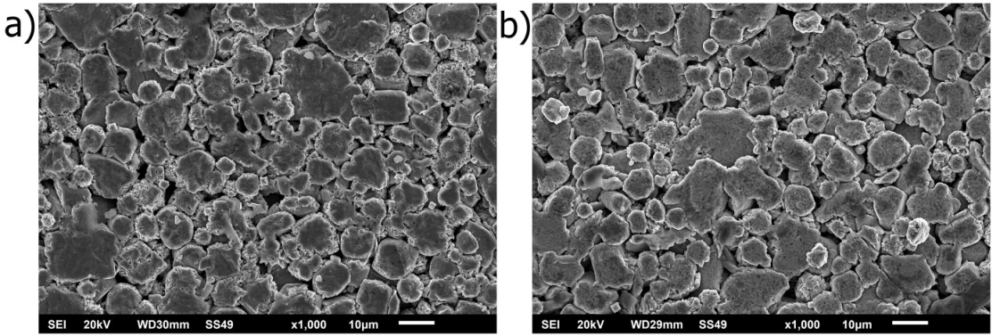 a)
b)
SEI 20kV WD30mm SS49 x1,000 10µm
SEI 20kV WD29mm SS49 x1,000 10µm